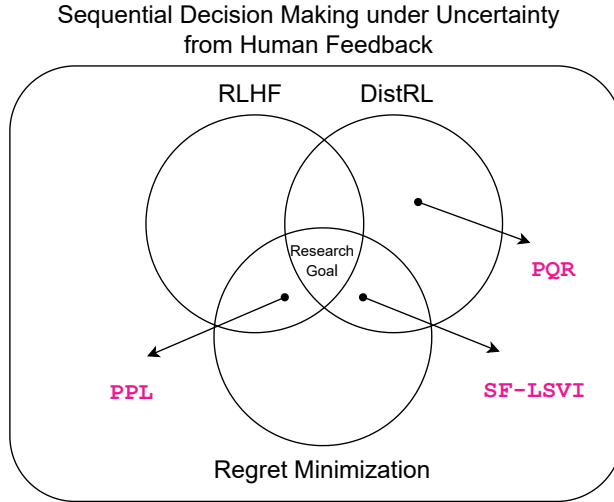 Sequential Decision Making under Uncertainty
from Human Feedback
RLHF
DistRL
Research
Goal
PQR
PPL
SF-LSVI
Regret Minimization